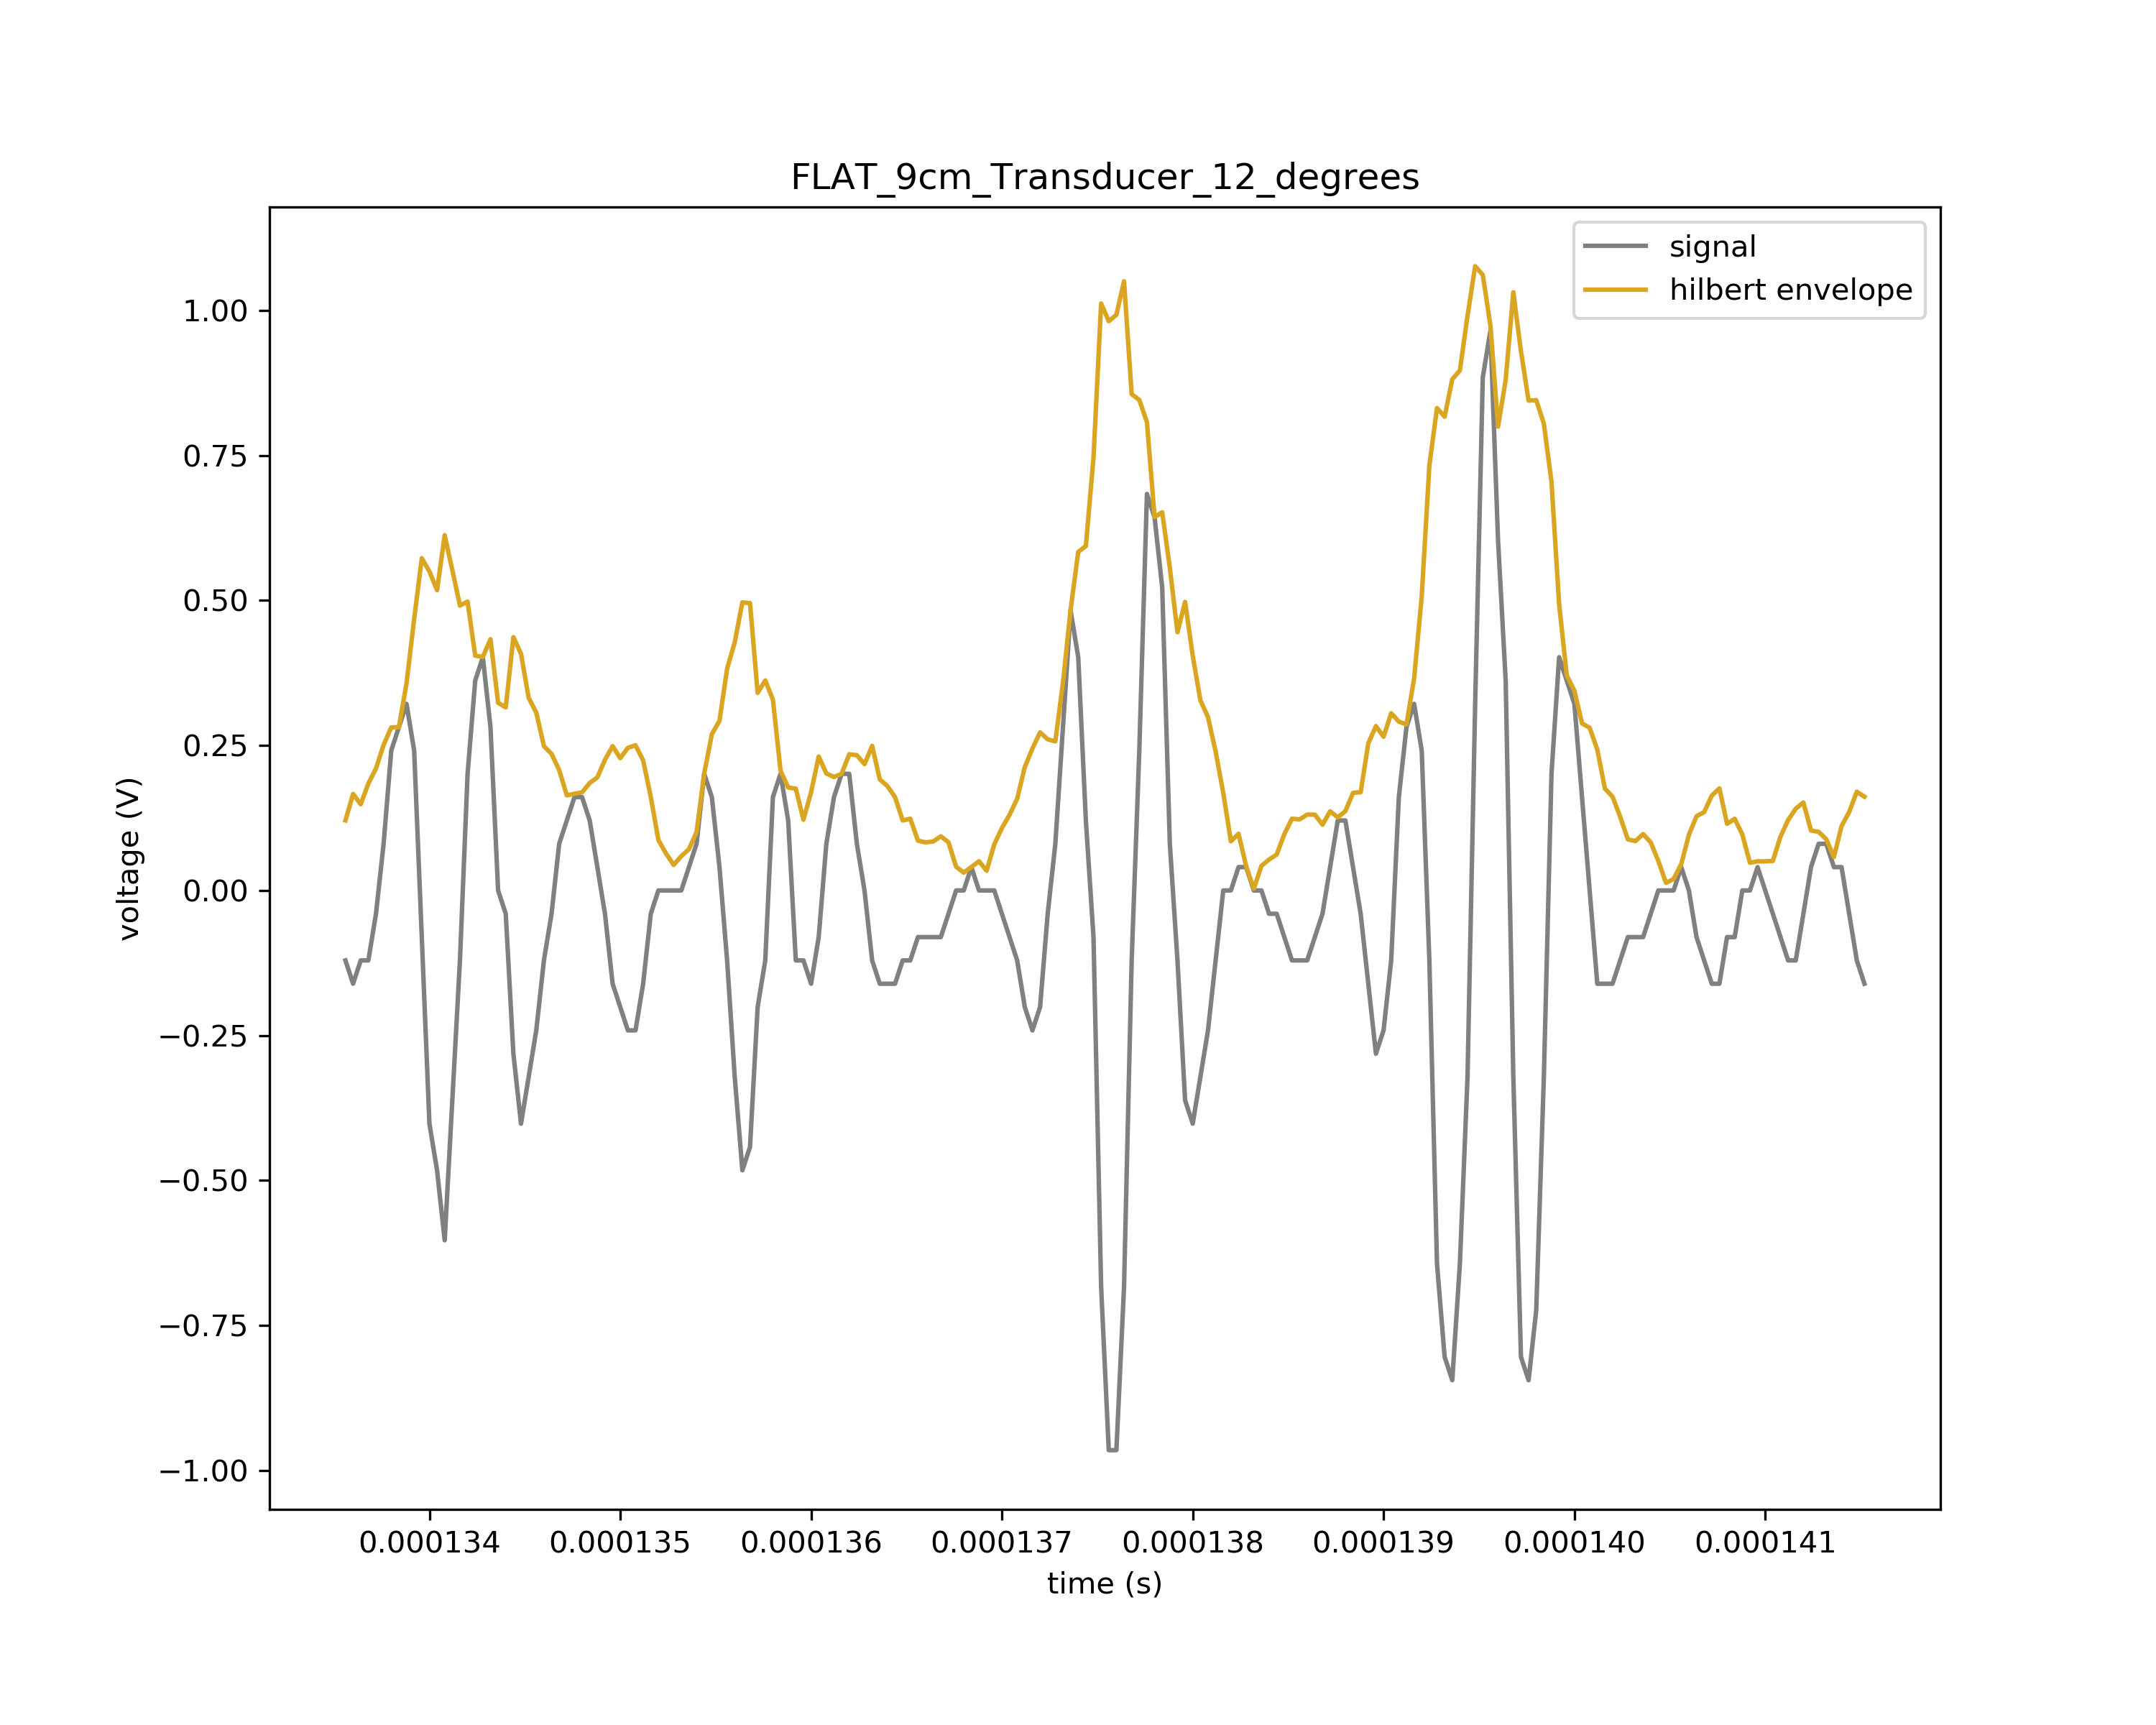 FLAT_9cm_Transducer_12_degrees
signal
hilbert envelope
voltage (V)
1.00
0.75
0.50
0.25
0.00
−0.25
−0.50
−0.75
−1.00
0.000134 0.000135 0.000136 0.000137 0.000138 0.000139 0.000140 0.000141
time (s)